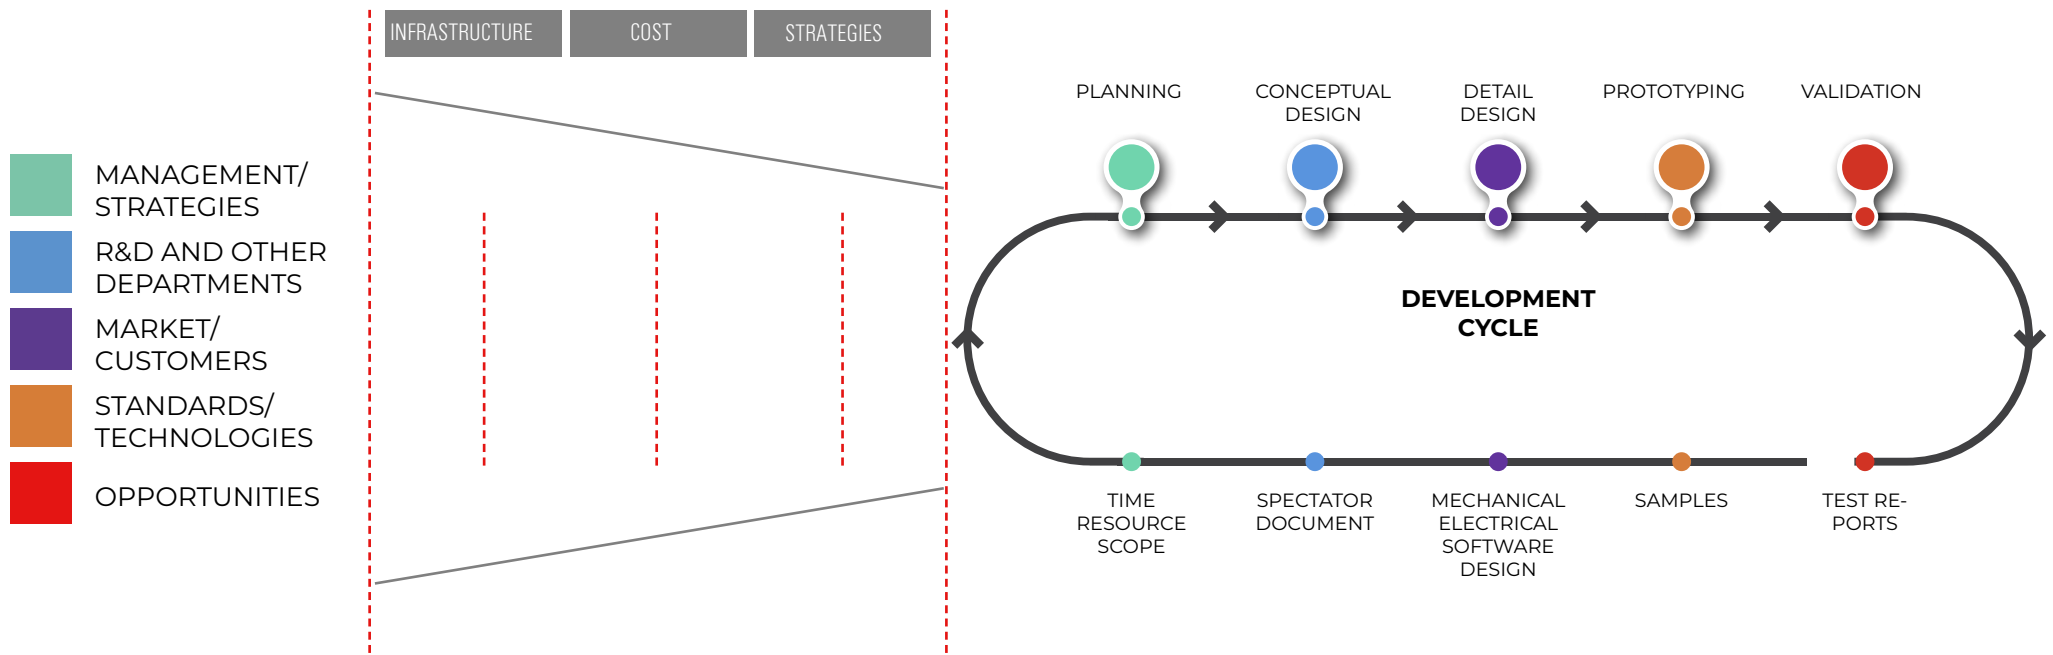 INFRASTRUCTURE
COST
STRATEGIES
MANAGEMENT/
STRATEGIES
R&D AND OTHER
DEPARTMENTS
MARKET/
CUSTOMERS
STANDARDS/
TECHNOLOGIES
OPPORTUNITIES
PLANNING
CONCEPTUAL
DESIGN
DETAIL
DESIGN
PROTOTYPING
VALIDATION
DEVELOPMENT
CYCLE
TIME
RESOURCE
SCOPE
SPECTATOR
DOCUMENT
MECHANICAL
ELECTRICAL
SOFTWARE
DESIGN
SAMPLES
TEST RE-
PORTS